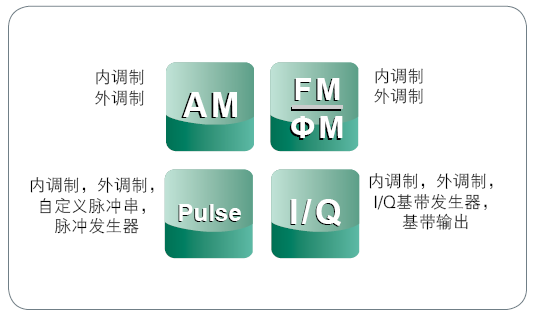 内调制
外调制
AM
FM
ΦM
内调制
外调制
内调制，外调制，
自定义脉冲串，
脉冲发生器
Pulse
I/Q
内调制，外调制，
I/Q基带发生器，
基带输出